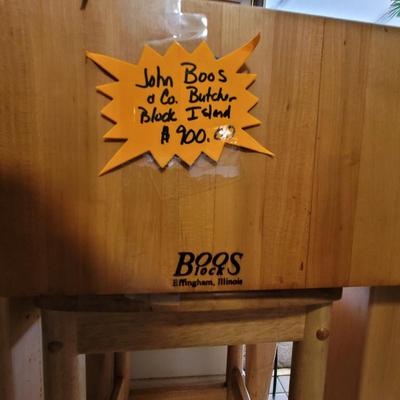 John Boos
& Co. Butcher
Block Island
$900.00
BOOS
Block
Effingham, Illinois